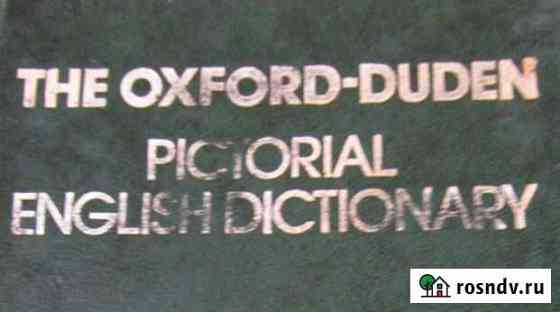 THE OXFORD-DUDEN
PICTORIAL
ENGLISH DICTIONARY
rosndv.ru